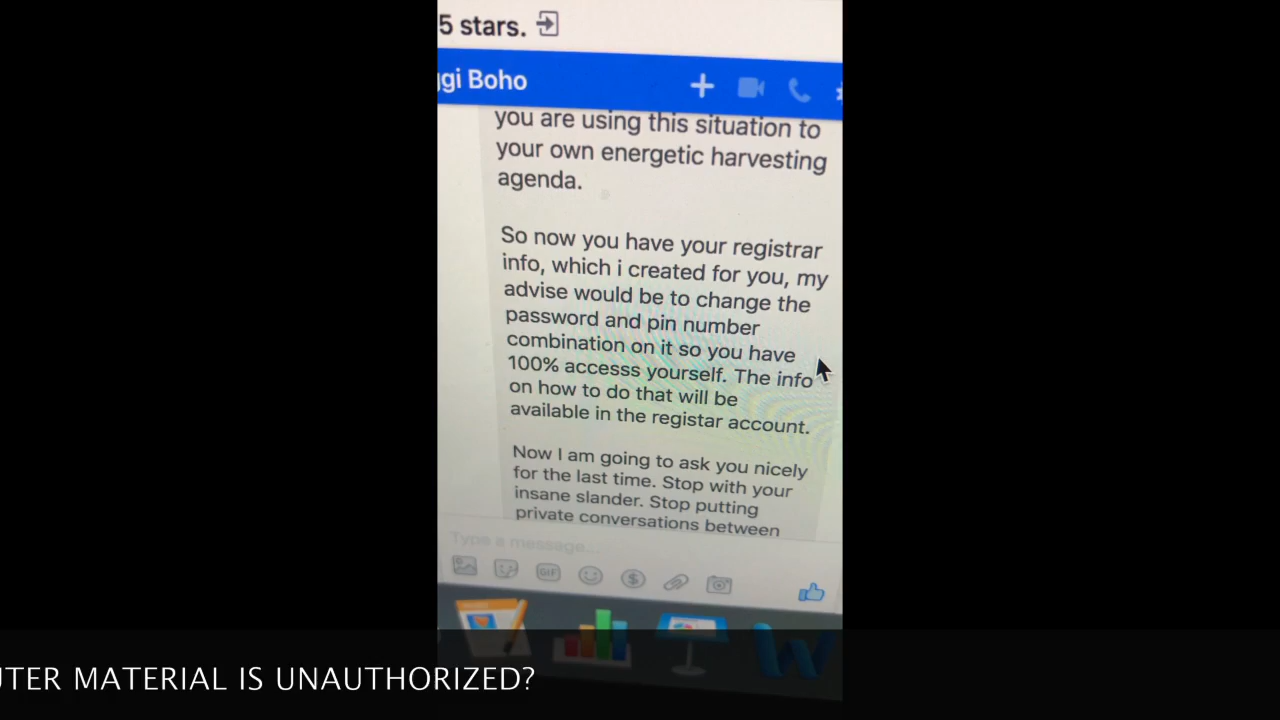 5 stars.
gi Boho
you are using this situation to
your own energetic harvesting
agenda.
So now you have your registrar
info, which i created for you, my
advise would be to change the
password and pin number
combination on it so you have
100% accesss yourself. The info
on how to do that will be
available in the registar account.
Now I am going to ask you nicely
for the last time. Stop with your
insane slander. Stop putting
private conversations between
Type a message...
GIF
UTER MATERIAL IS UNAUTHORIZED?